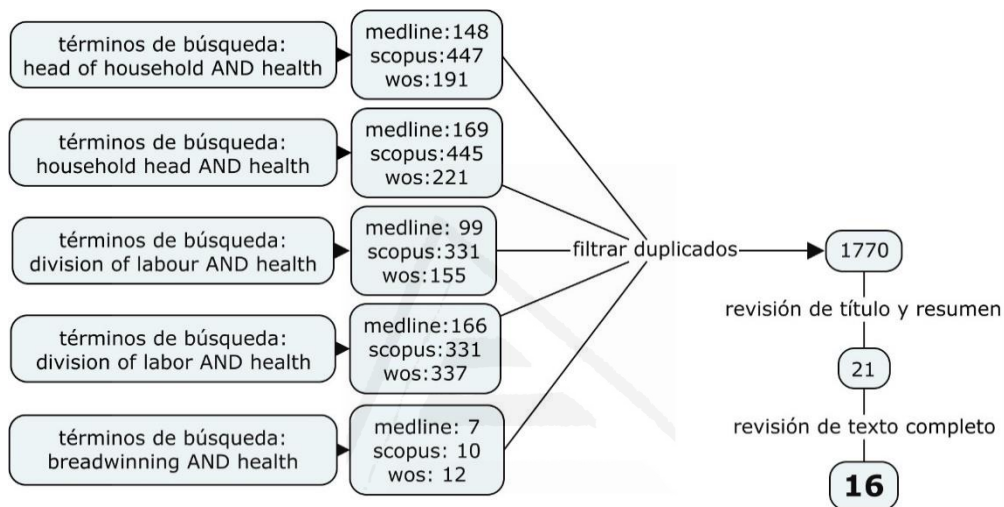 términos de búsqueda:
head of household AND health
medline:148
scopus:447
wos:191
términos de búsqueda:
household head AND health
medline:169
scopus:445
wos:221
términos de búsqueda:
division of labour AND health
medline: 99
scopus:331
wos:155
términos de búsqueda:
division of labor AND health
medline:166
scopus:331
wos:337
términos de búsqueda:
breadwinning AND health
medline: 7
scopus: 10
wos: 12
filtrar duplicados
1770
revisión de título y resumen
21
revisión de texto completo
16